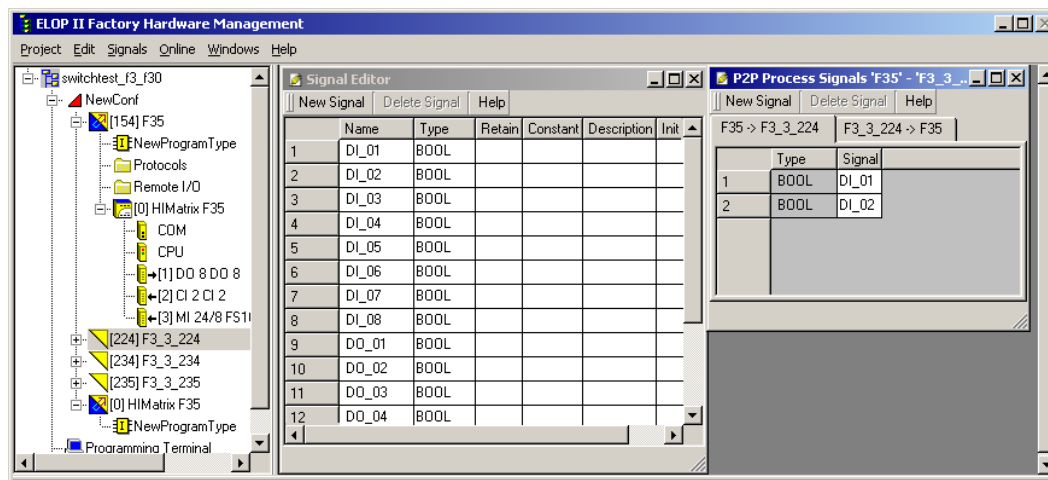 ELOP II Factory Hardware Management
Project Edit Signals Online Windows Help
switchtest_f3_f30
NewConf
[154] F35
NewProgramType
Protocols
Remote I/O
[0] HIMatrix F35
COM
CPU
[1] DO 8 DO 8
[2] CI 2 CI 2
[3] MI 24/8 FS1
[224] F3_3_224
[234] F3_3_234
[235] F3_3_235
[0] HIMatrix F35
NewProgramType
Programming Terminal
Signal Editor
New Signal Delete Signal Help
Name Type Retain Constant Description Init
1 DI_01 BOOL
2 DI_02 BOOL
3 DI_03 BOOL
4 DI_04 BOOL
5 DI_05 BOOL
6 DI_06 BOOL
7 DI_07 BOOL
8 DI_08 BOOL
9 DO_01 BOOL
10 DO_02 BOOL
11 DO_03 BOOL
12 DO_04 BOOL
P2P Process Signals 'F35' - 'F3_3_...
New Signal Delete Signal Help
F35 -> F3_3_224 F3_3_224 -> F35
Type Signal
1 BOOL DI_01
2 BOOL DI_02